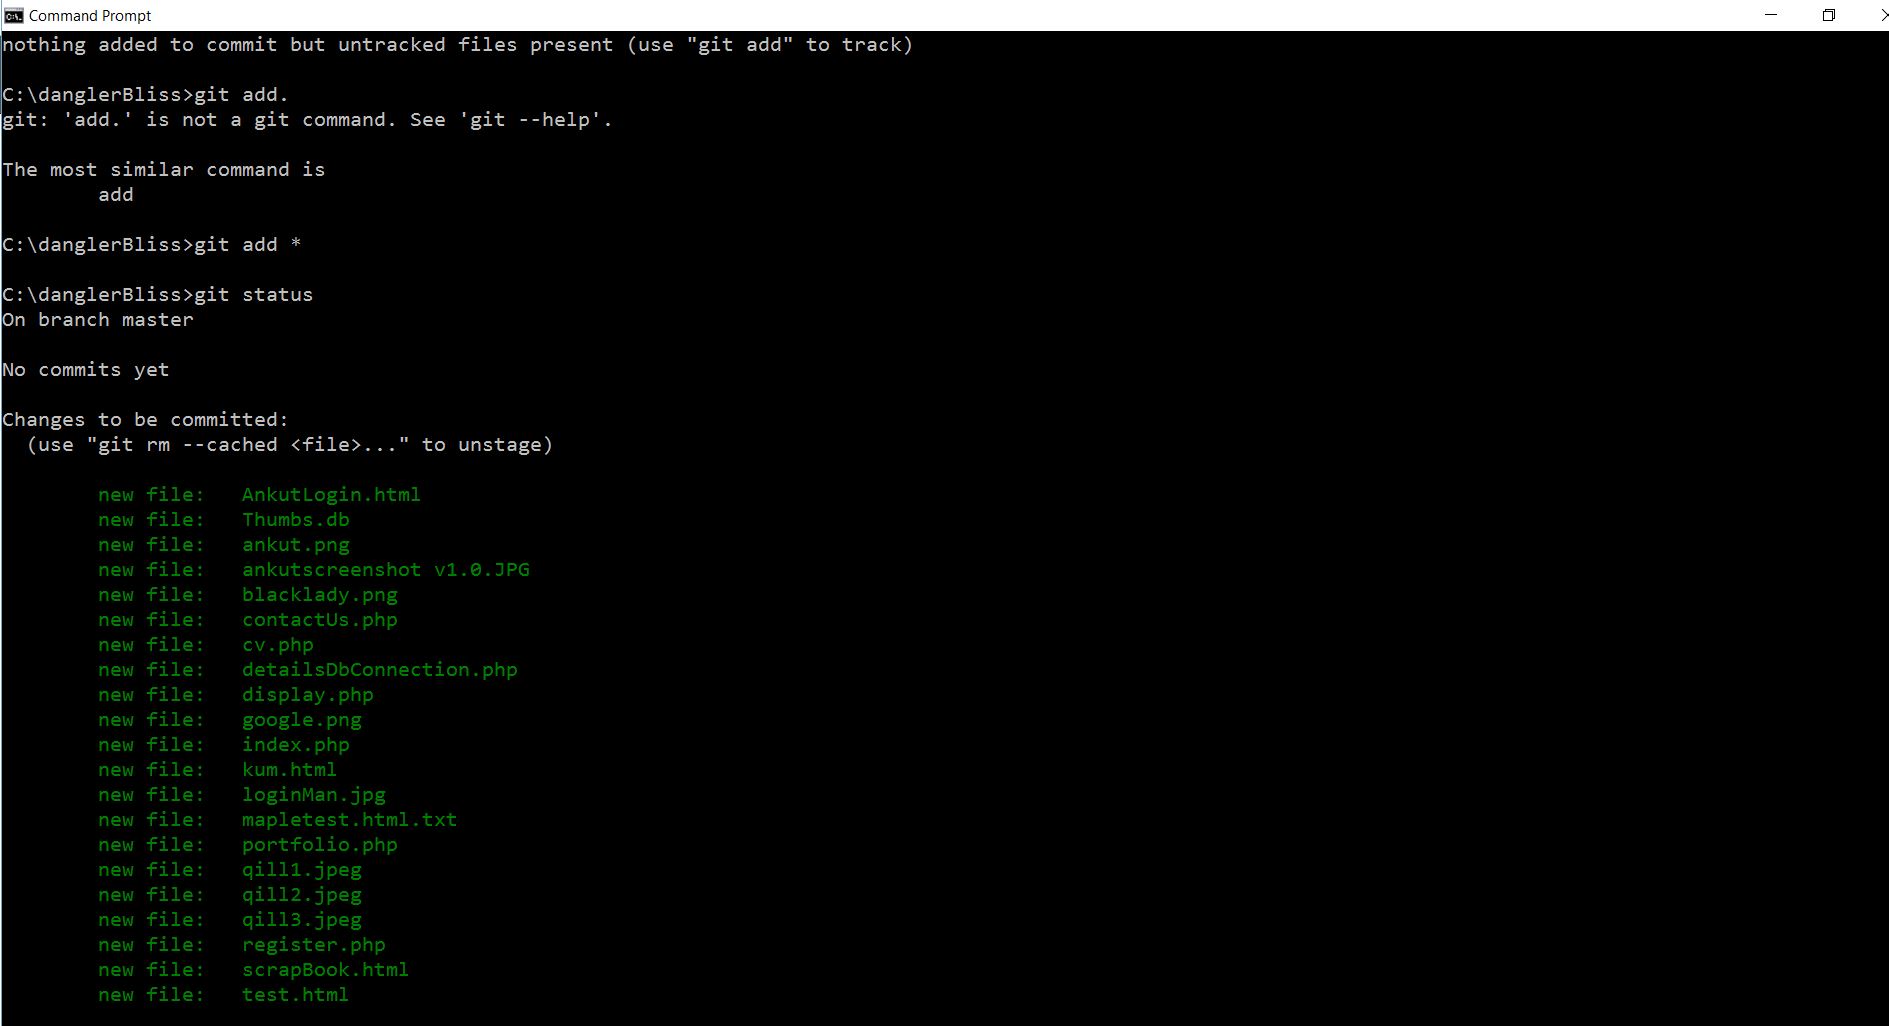 Command Prompt
nothing added to commit but untracked files present (use "git add" to track)
C:\danglerBliss>git add.
git: 'add.' is not a git command. See 'git --help'.
The most similar command is
add
C:\danglerBliss>git add *
C:\danglerBliss>git status
On branch master
No commits yet
Changes to be committed:
(use "git rm --cached <file>..." to unstage)
new file: AnkutLogin.html
new file: Thumbs.db
new file: ankut.png
new file: ankutscreenshot v1.0.JPG
new file: blacklady.png
new file: contactUs.php
new file: cv.php
new file: detailsDbConnection.php
new file: display.php
new file: google.png
new file: index.php
new file: kum.html
new file: loginMan.jpg
new file: mapletest.html.txt
new file: portfolio.php
new file: qill1.jpeg
new file: qill2.jpeg
new file: qill3.jpeg
new file: register.php
new file: scrapBook.html
new file: test.html